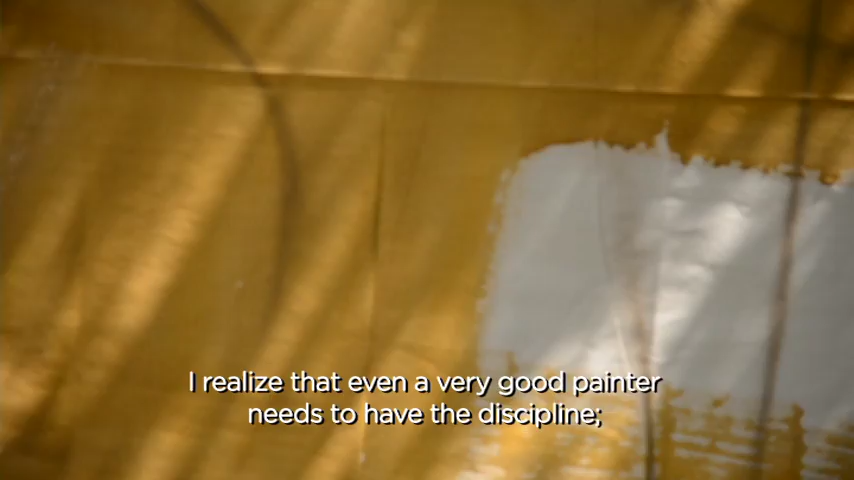 I realize that even a very good painter
needs to have the discipline;